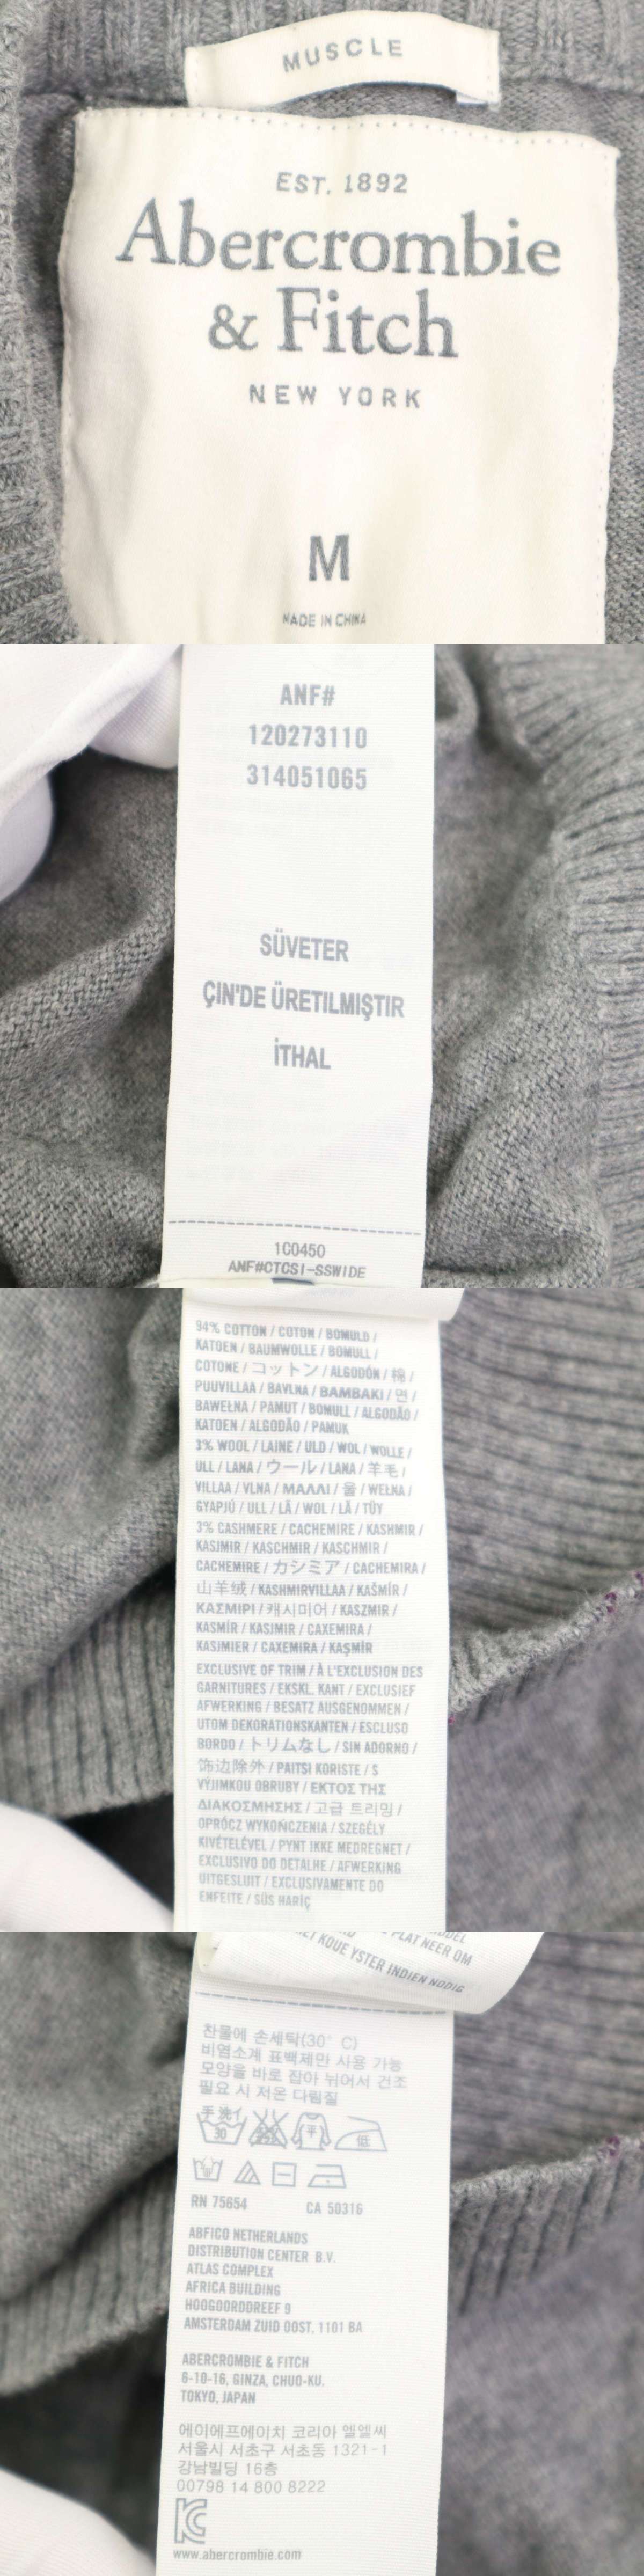 MUSCLE
EST. 1892
Abercrombie
& Fitch
NEW YORK
M
MADE IN CHINA
ANF#
120273110
314051065
SÜVETER
ÇIN'DE ÜRETILMIŞTIR
İTHAL
1C0450
ANF#CTCSI-SSWIDE
94% COTTON / COTON / BOMULD /
KATOEN / BAUMWOLLE / BOMULL /
COTONE / コットン / ALGODÓN / 棉 /
PUUVILLAA / BAVLNA / BAMBAKI / 면 /
BAWEŁNA / PAMUT / BOMULL / ALGODÃO /
KATOEN / ALGODÃO / PAMUK
3% WOOL / LAINE / ULD / WOL / WOLLE /
ULL / LANA / ウール / LANA / 羊毛 /
VILLAA / VLNA / ΜΑΛΛΙ / 울 / WEŁNA /
GYAPJÚ / ULL / LÃ / WOL / LÃ / TÜY
3% CASHMERE / CACHEMIRE / KASHMIR /
KASJMIR / KASCHMIR / KASCHMIR /
CACHEMIRE / カシミア / CACHEMIRA /
山羊绒 / KASHMIRVILLAA / KAŠMÍR /
ΚΑΣΜΙΡΙ / 캐시미어 / KASZMIR /
KASMÍR / KASJMIR / CAXEMIRA /
KASJMIER / CAXEMIRA / KAŞMİR
EXCLUSIVE OF TRIM / À L'EXCLUSION DES
GARNITURES / EKSKL. KANT / EXCLUSIEF
AFWERKING / BESATZ AUSGENOMMEN /
UTOM DEKORATIONSKANTEN / ESCLUSO
BORDO / トリムなし / SIN ADORNO /
饰边除外 / PAITSI KORISTE / S
VÝJIMKOU OBRUBY / ΕΚΤΟΣ ΤΗΣ
ΔΙΑΚΟΣΜΗΣΗΣ / 고급 트리밍 /
OPRÓCZ WYKOŃCZENIA / SZEGÉLY
KIVÉTELÉVEL / PYNT IKKE MEDREGNET /
EXCLUSIVO DO DETALHE / AFWERKING
UITGESLUIT / EXCLUSIVAMENTE DO
ENFEITE / SÜS HARİÇ
PLAT NEER OM
KOUE YSTER INDIEN NODIG
찬물에 손세탁(30° C)
비염소계 표백제만 사용 가능
모양을 바로 잡아 뉘어서 건조
필요 시 저온 다림질
手洗イ
30
平
低
RN 75654 CA 50316
ABFICO NETHERLANDS
DISTRIBUTION CENTER B.V.
ATLAS COMPLEX
AFRICA BUILDING
HOOGOORDDREEF 9
AMSTERDAM ZUID OOST, 1101 BA
ABERCROMBIE & FITCH
6-10-16, GINZA, CHUO-KU.
TOKYO, JAPAN
에이에프에이치 코리아 엘엘씨
서울시 서초구 서초동 1321-1
강남빌딩 16층
00798 14 800 8222
www.abercrombie.com